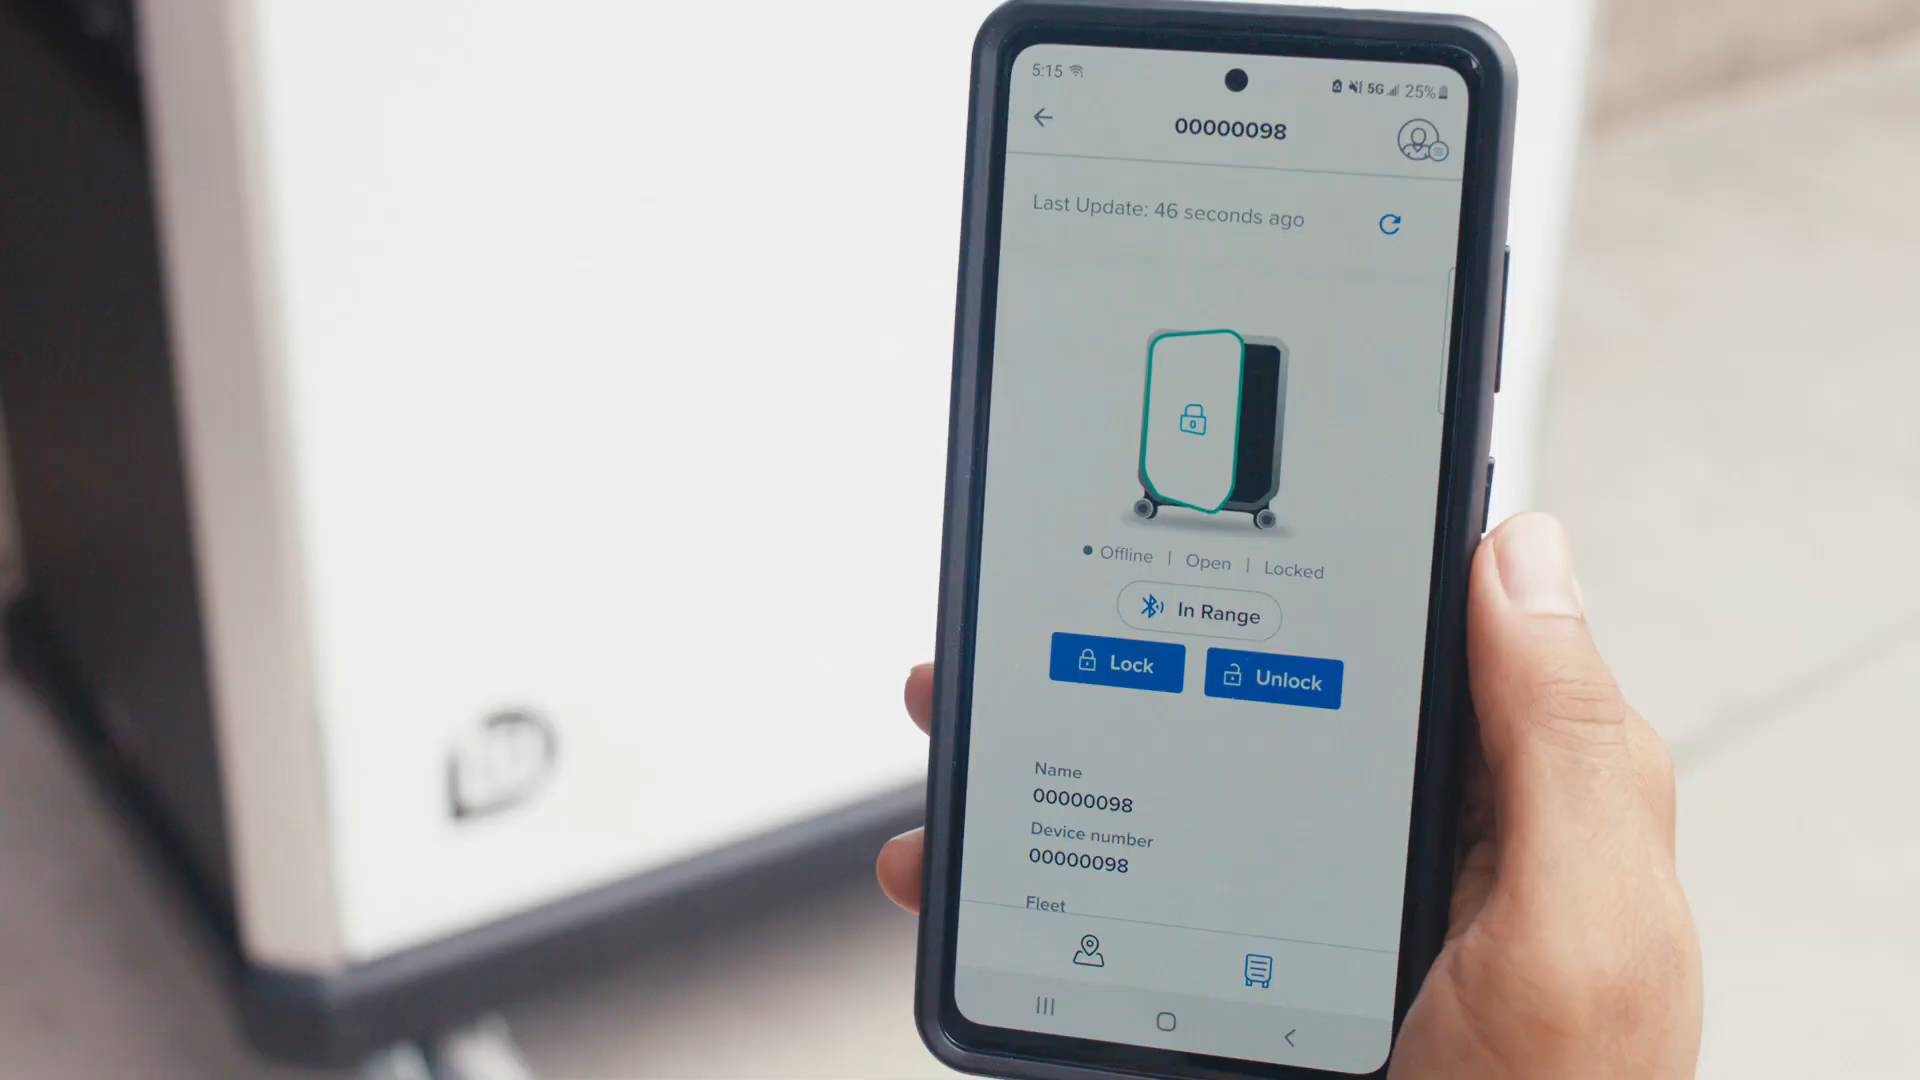 5:15
5G 25%
00000098
Last Update: 46 seconds ago
Offline | Open | Locked
In Range
Lock
Unlock
Name
00000098
Device number
00000098
Fleet